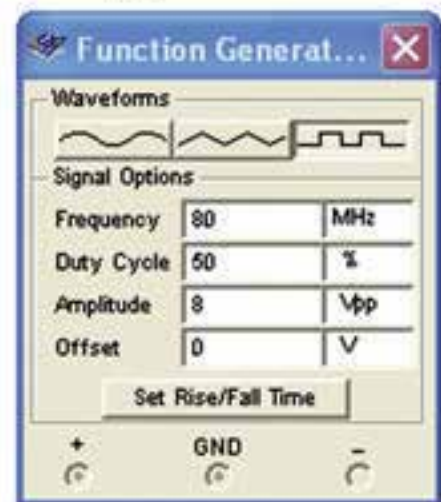 Function Generat...
Waveforms
Signal Options
Frequency 80 MHz
Duty Cycle 50 %
Amplitude 8 Vpp
Offset 0 V
Set Rise/Fall Time
+ GND -